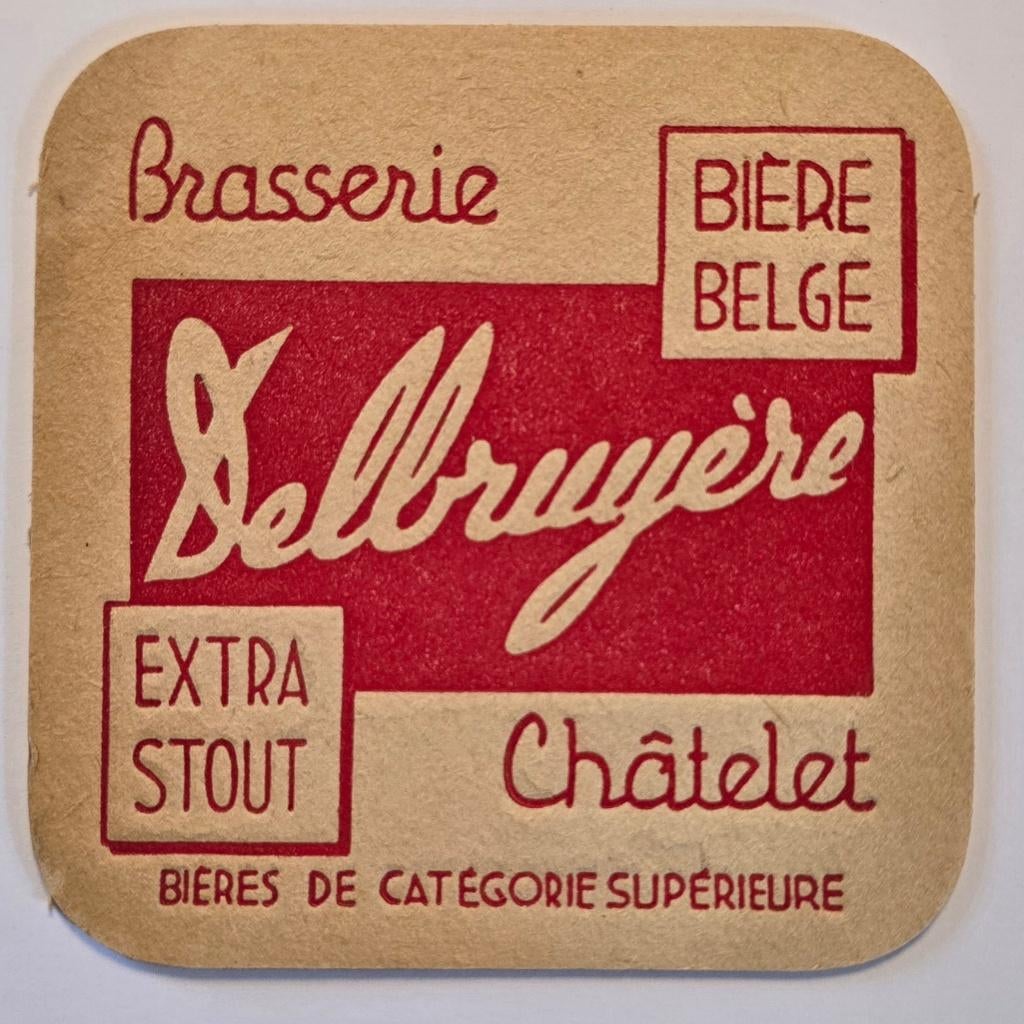 Brasserie
BIÈRE
BELGE
Delbruyère
EXTRA
STOUT
Châtelet
BIÈRES DE CATÉGORIE SUPÉRIEURE